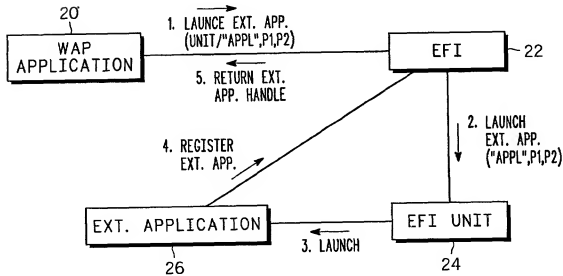 20
1. LAUNCE EXT. APP.
(UNIT/"APPL",P1,P2)
WAP
APPLICATION
EFI
22
5. RETURN EXT.
APP. HANDLE
4. REGISTER
EXT. APP.
2. LAUNCH
EXT. APP.
("APPL",P1,P2)
EXT. APPLICATION
EFI UNIT
3. LAUNCH
26
24